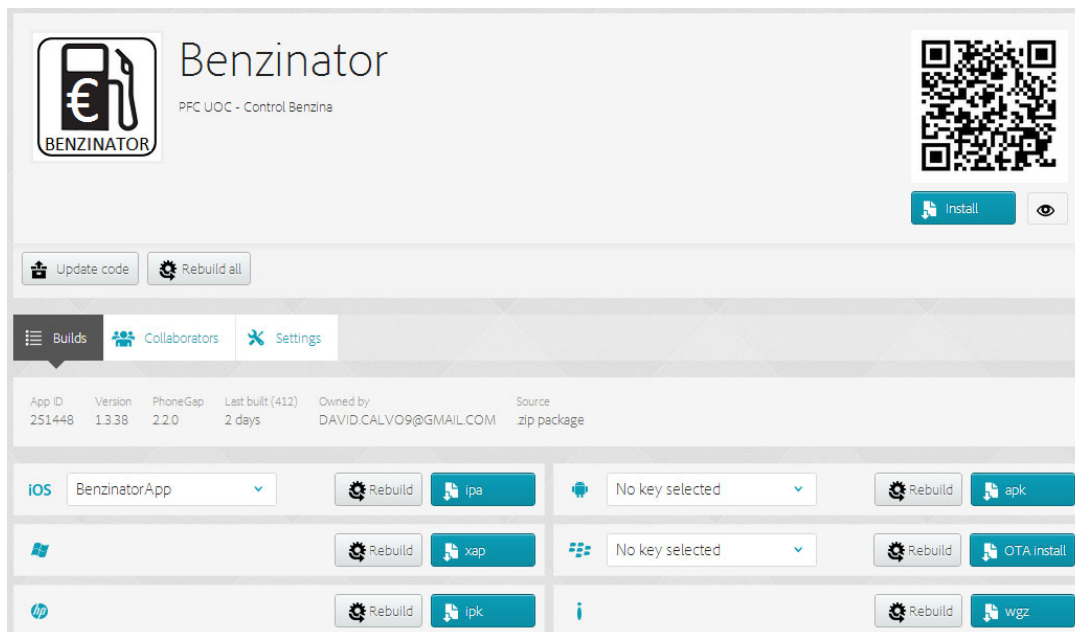 Benzinator
PFC UOC - Control Benzina
€
BENZINATOR
Install
Update code
Rebuild all
Builds
Collaborators
Settings
App ID Version PhoneGap Last built (412) Owned by Source
251448 1.3.38 2.2.0 2 days DAVID.CALVO9@GMAIL.COM .zip package
iOS BenzinatorApp Rebuild ipa
No key selected Rebuild apk
Rebuild xap
No key selected Rebuild OTA install
hp Rebuild ipk
Rebuild wgz